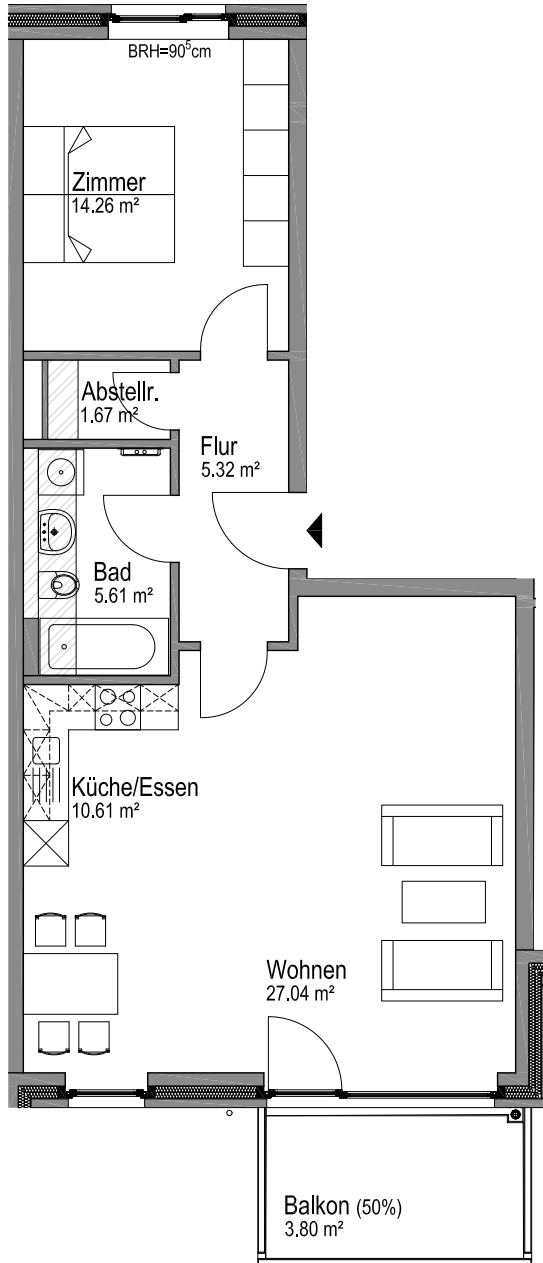 BRH=90⁵cm
Zimmer
14.26 m²
Abstellr.
1.67 m²
Flur
5.32 m²
Bad
5.61 m²
Küche/Essen
10.61 m²
Wohnen
27.04 m²
Balkon (50%)
3.80 m²